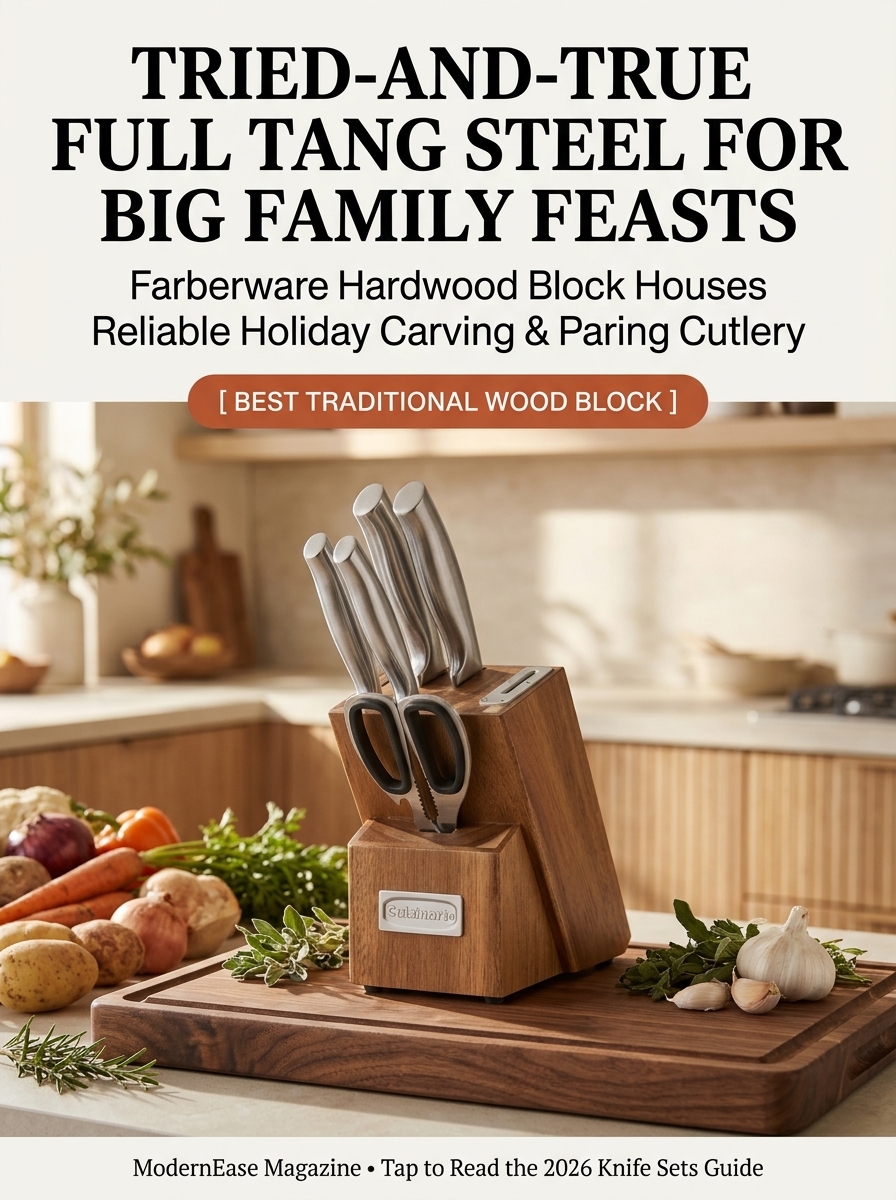 TRIED-AND-TRUE
FULL TANG STEEL FOR
BIG FAMILY FEASTS
Farberware Hardwood Block Houses
Reliable Holiday Carving & Paring Cutlery
[ BEST TRADITIONAL WOOD BLOCK ]
ModernEase Magazine • Tap to Read the 2026 Knife Sets Guide